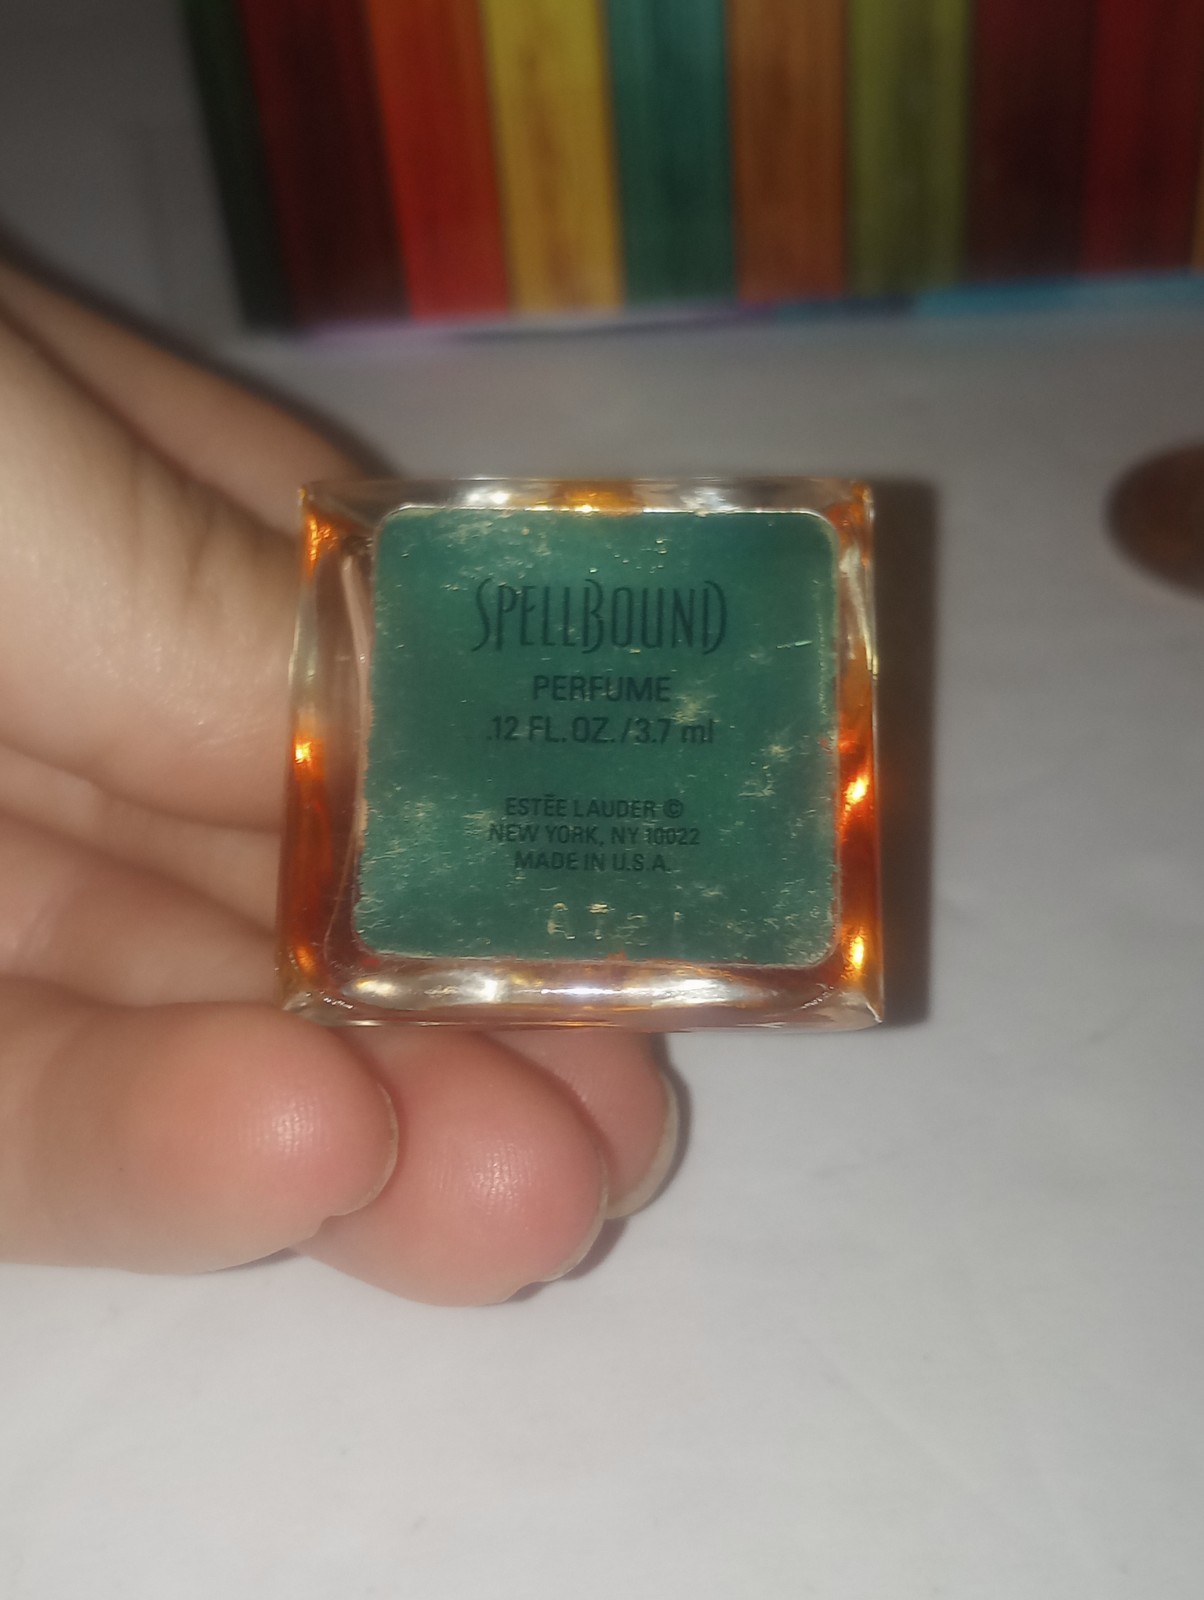 SPELLBOUND
PERFUME
.12 FL. OZ./3.7 ml
ESTĒE LAUDER ©
NEW YORK, NY 10022
MADE IN U.S.A.